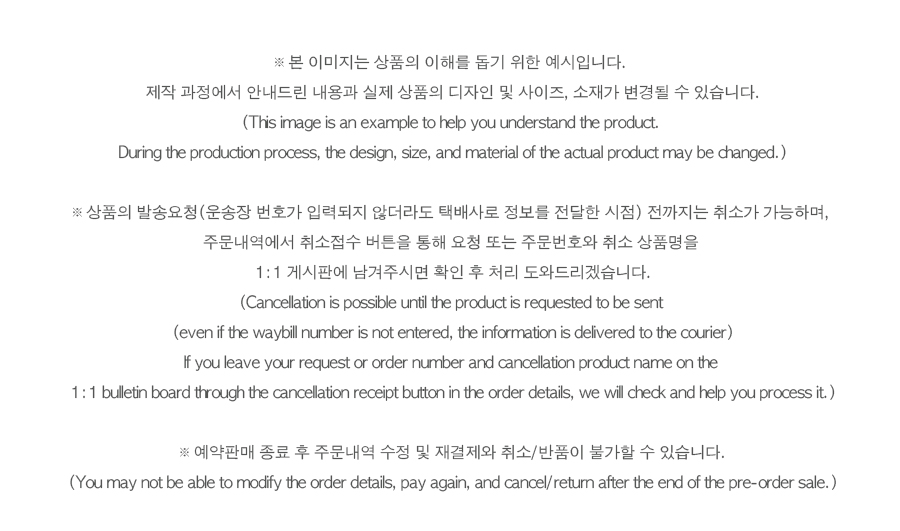 ※ 본 이미지는 상품의 이해를 돕기 위한 예시입니다.
제작 과정에서 안내드린 내용과 실제 상품의 디자인 및 사이즈, 소재가 변경될 수 있습니다.
(This image is an example to help you understand the product.
During the production process, the design, size, and material of the actual product may be changed.)
※ 상품의 발송요청(운송장 번호가 입력되지 않더라도 택배사로 정보를 전달한 시점) 전까지는 취소가 가능하며,
주문내역에서 취소접수 버튼을 통해 요청 또는 주문번호와 취소 상품명을
1:1 게시판에 남겨주시면 확인 후 처리 도와드리겠습니다.
(Cancellation is possible until the product is requested to be sent
(even if the waybill number is not entered, the information is delivered to the courier)
If you leave your request or order number and cancellation product name on the
1:1 bulletin board through the cancellation receipt button in the order details, we will check and help you process it.)
※ 예약판매 종료 후 주문내역 수정 및 재결제와 취소/반품이 불가할 수 있습니다.
(You may not be able to modify the order details, pay again, and cancel/return after the end of the pre-order sale.)